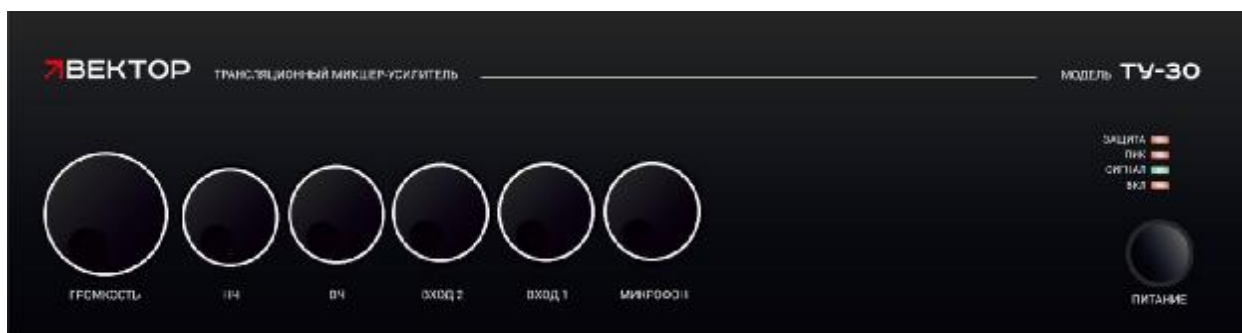 ВЕКТОР ТРАНСЛЯЦИОННЫЙ МИКШЕР-УСИЛИТЕЛЬ МОДЕЛЬ ТУ-30
ЗАЩИТА
ПИК
СИГНАЛ
ВКЛ
ГРОМКОСТЬ НЧ ВЧ ВХОД 2 ВХОД 1 МИКРОФОН ПИТАНИЕ